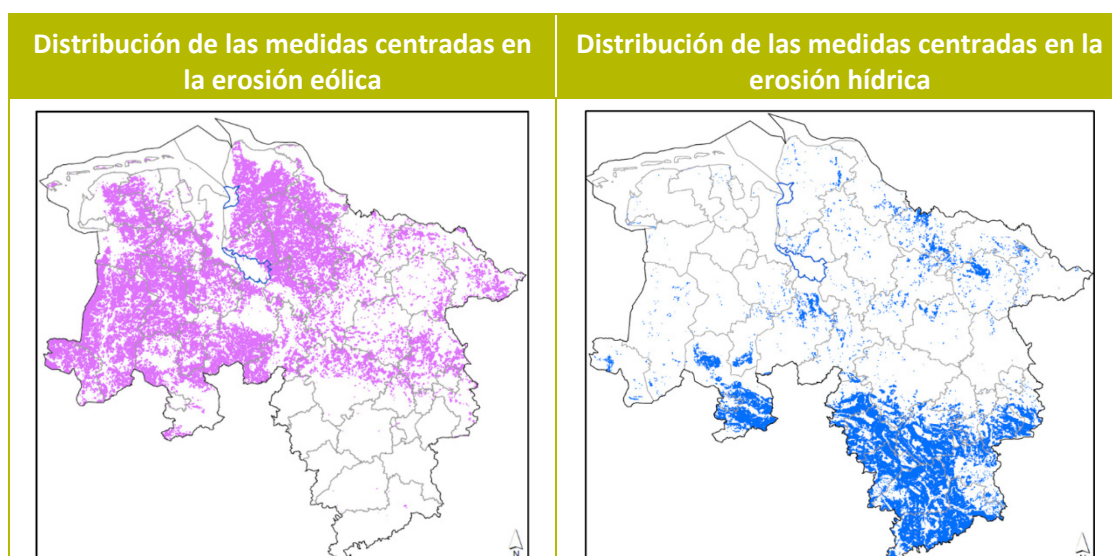 Distribución de las medidas centradas en
la erosión eólica
Distribución de las medidas centradas en la
erosión hídrica
N
N